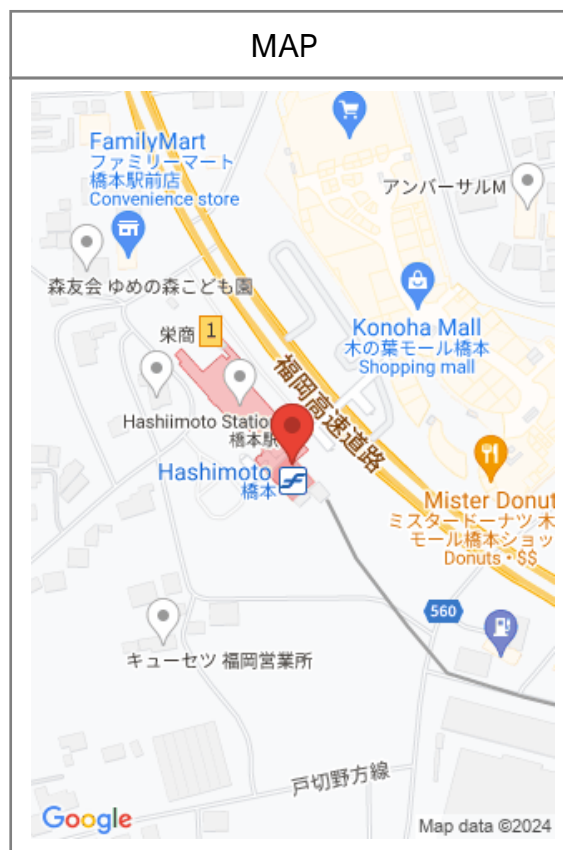 MAP
FamilyMart
ファミリーマート
橋本駅前店
Convenience store
アンバーサルM
森友会 ゆめの森こども園
栄商
1
Konoha Mall
木の葉モール橋本
Shopping mall
福岡高速道路
Hashiimoto Station
橋本駅
Hashimoto
橋本
Mister Donut
ミスタードーナツ 木
モール橋本ショッ
Donuts・$$
560
キューセツ 福岡営業所
戸切野方線
Google
Map data ©2024